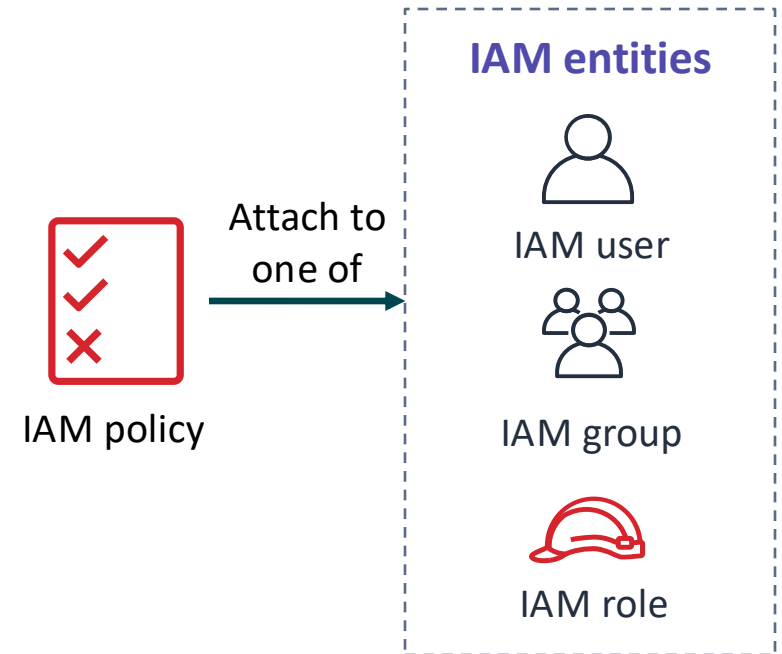 IAM entities
Attach to
one of
IAM user
IAM policy
IAM group
IAM role